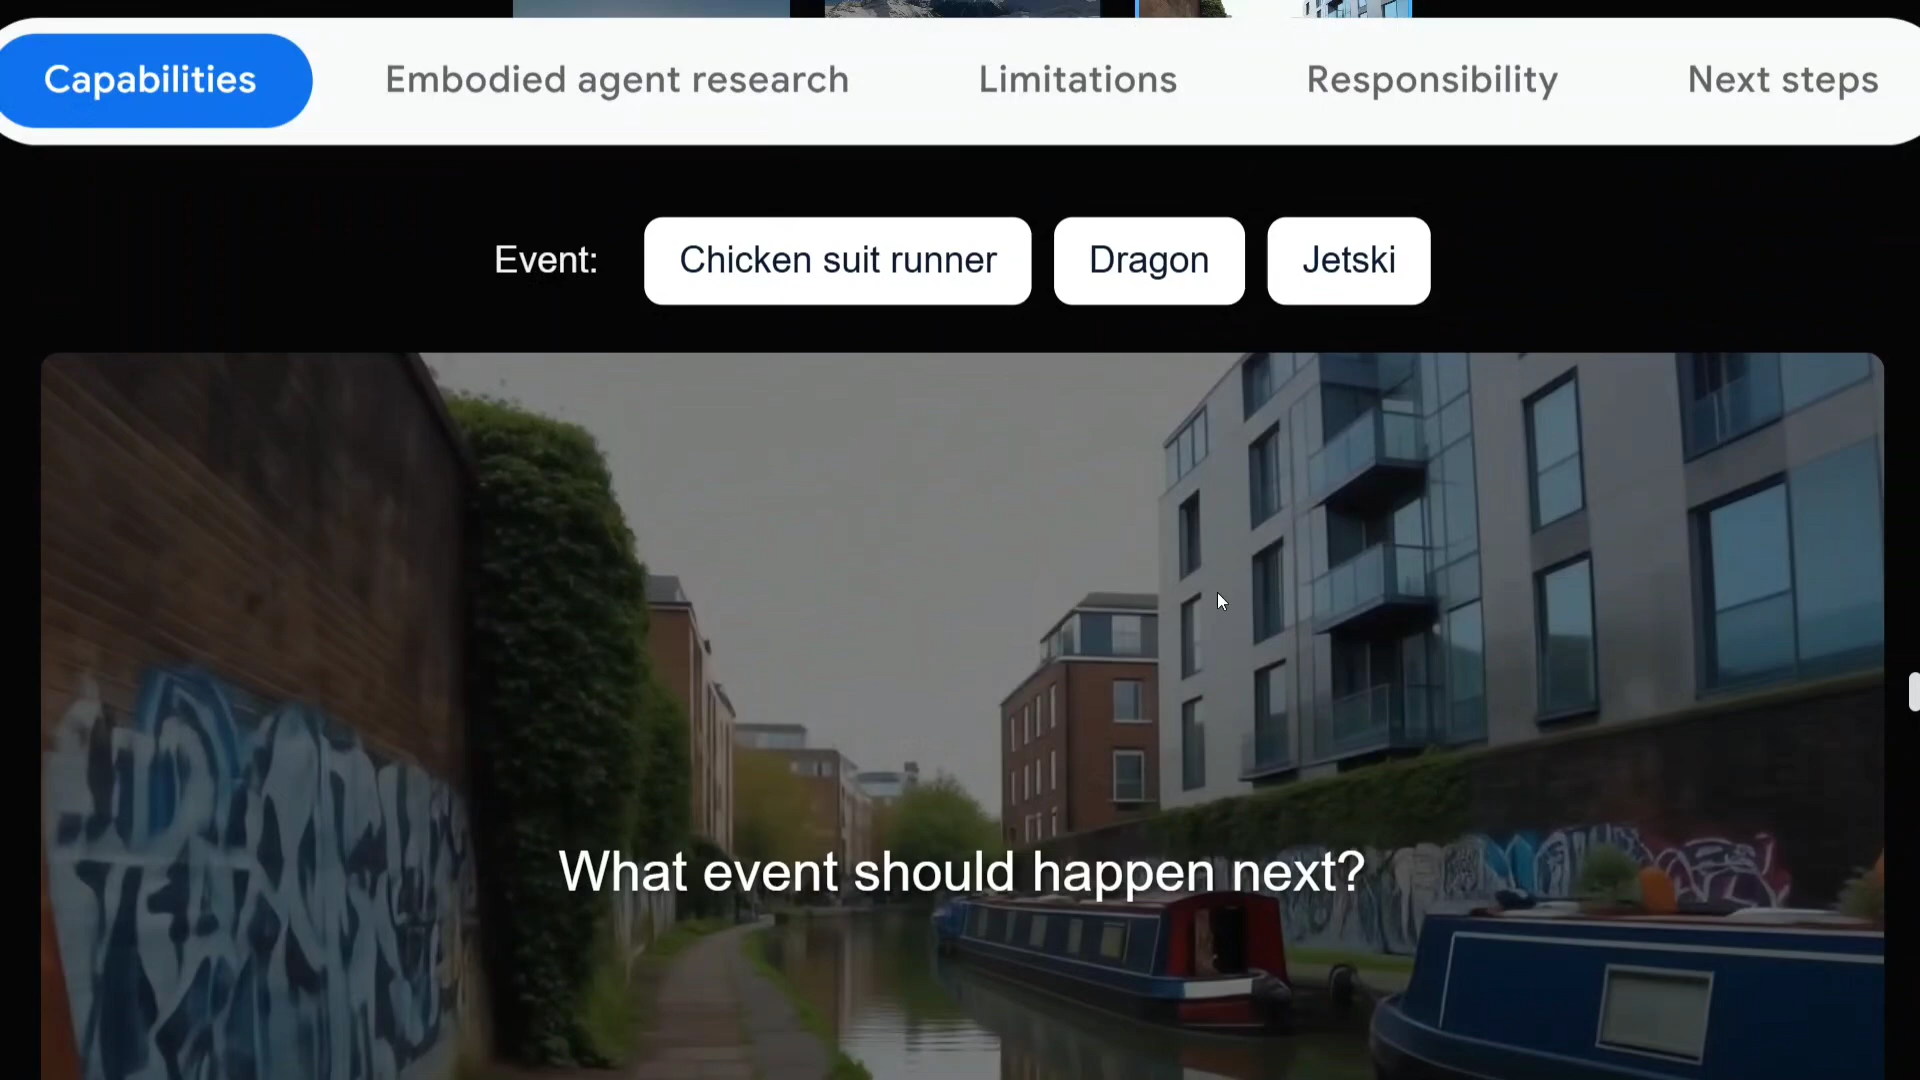 Capabilities
Embodied agent research
Limitations
Responsibility
Next steps
Event:
Chicken suit runner
Dragon
Jetski
What event should happen next?